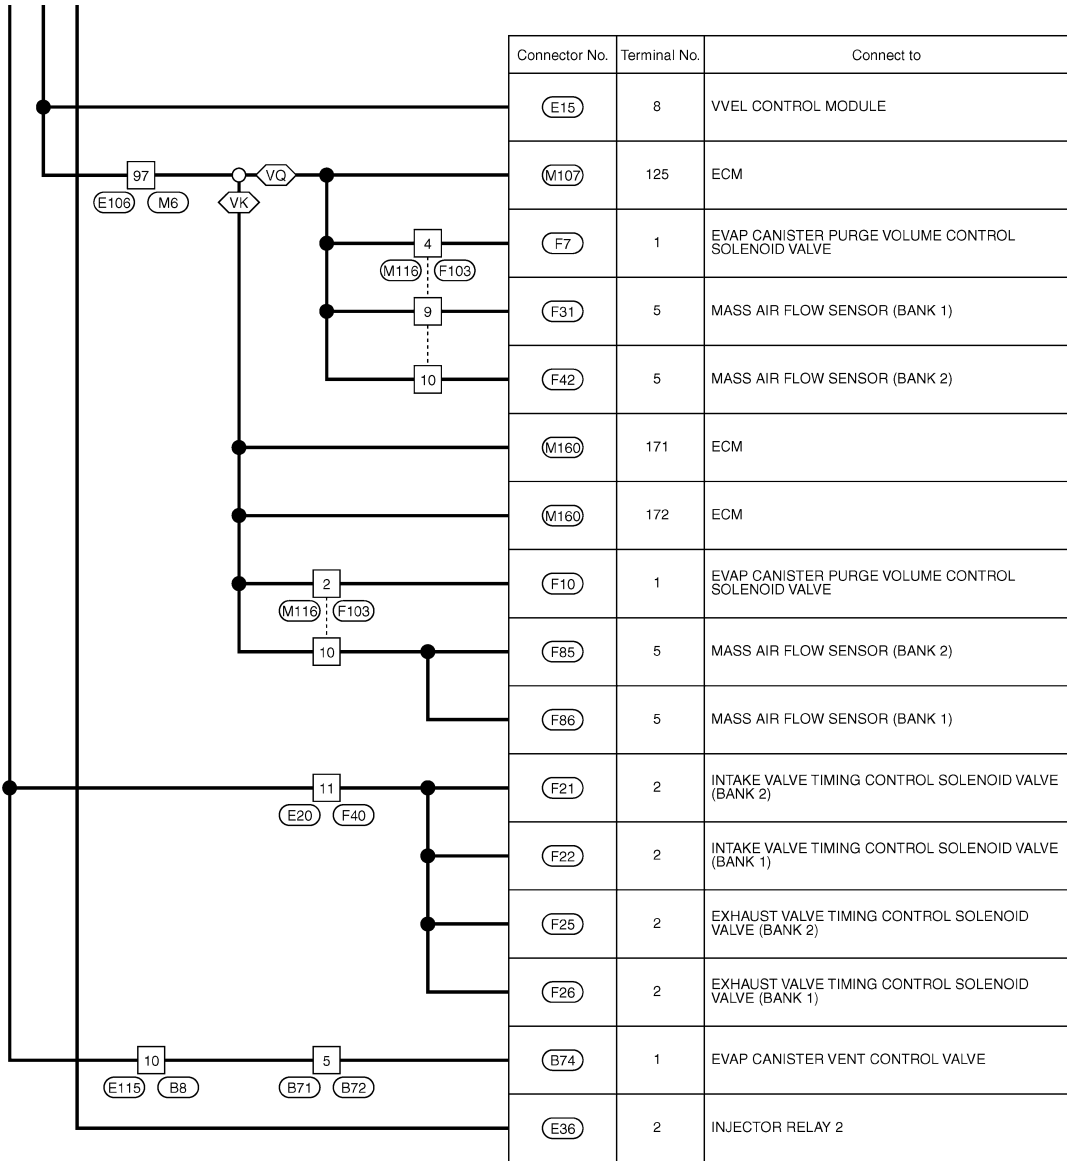 Connector No. Terminal No. Connect to
E15 8 VVEL CONTROL MODULE
97 VQ M107 125 ECM
E106 M6 VK
4 F7 1 EVAP CANISTER PURGE VOLUME CONTROL
SOLENOID VALVE
M116 F103
9 F31 5 MASS AIR FLOW SENSOR (BANK 1)
10 F42 5 MASS AIR FLOW SENSOR (BANK 2)
M160 171 ECM
M160 172 ECM
2 F10 1 EVAP CANISTER PURGE VOLUME CONTROL
SOLENOID VALVE
M116 F103
10 F85 5 MASS AIR FLOW SENSOR (BANK 2)
F86 5 MASS AIR FLOW SENSOR (BANK 1)
11 F21 2 INTAKE VALVE TIMING CONTROL SOLENOID VALVE
(BANK 2)
E20 F40
F22 2 INTAKE VALVE TIMING CONTROL SOLENOID VALVE
(BANK 1)
F25 2 EXHAUST VALVE TIMING CONTROL SOLENOID
VALVE (BANK 2)
F26 2 EXHAUST VALVE TIMING CONTROL SOLENOID
VALVE (BANK 1)
10 5 B74 1 EVAP CANISTER VENT CONTROL VALVE
E115 B8 B71 B72
E36 2 INJECTOR RELAY 2